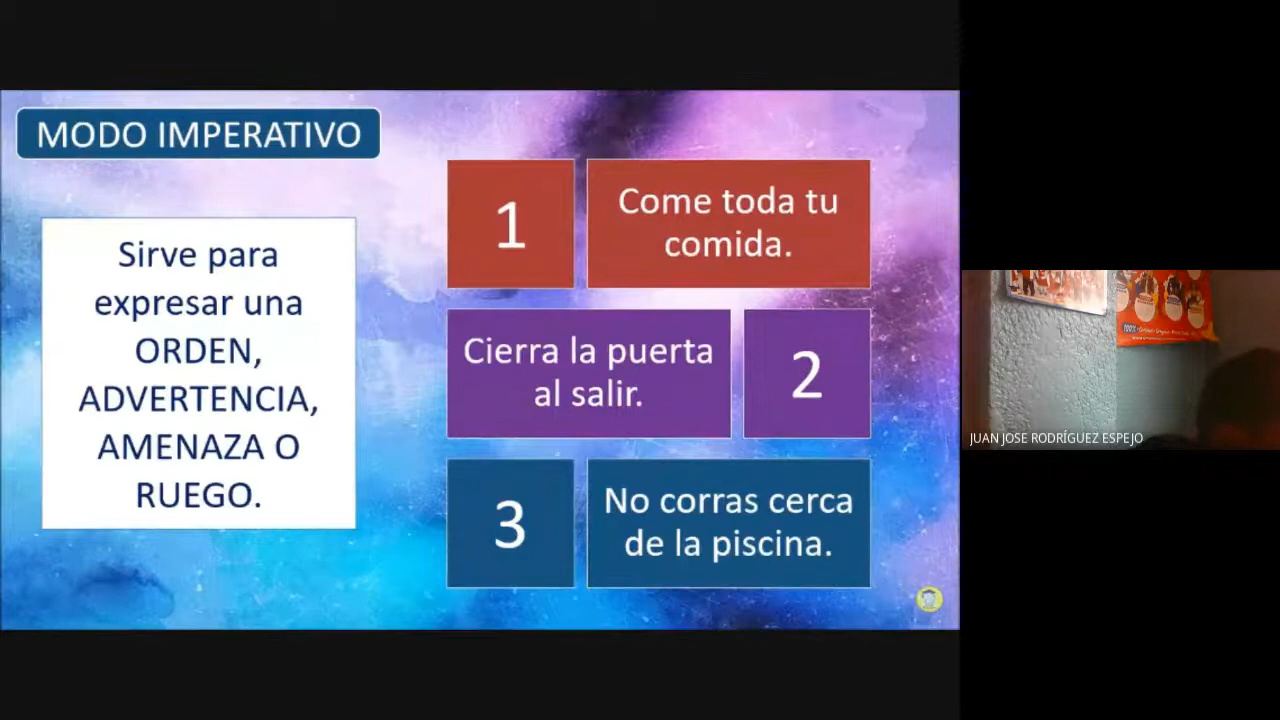 MODO IMPERATIVO
Sirve para
expresar una
ORDEN,
ADVERTENCIA,
AMENAZA O
RUEGO.
1
Come toda tu
comida.
Cierra la puerta
al salir.
2
3
No corras cerca
de la piscina.
100%
JUAN JOSE RODRÍGUEZ ESPEJO